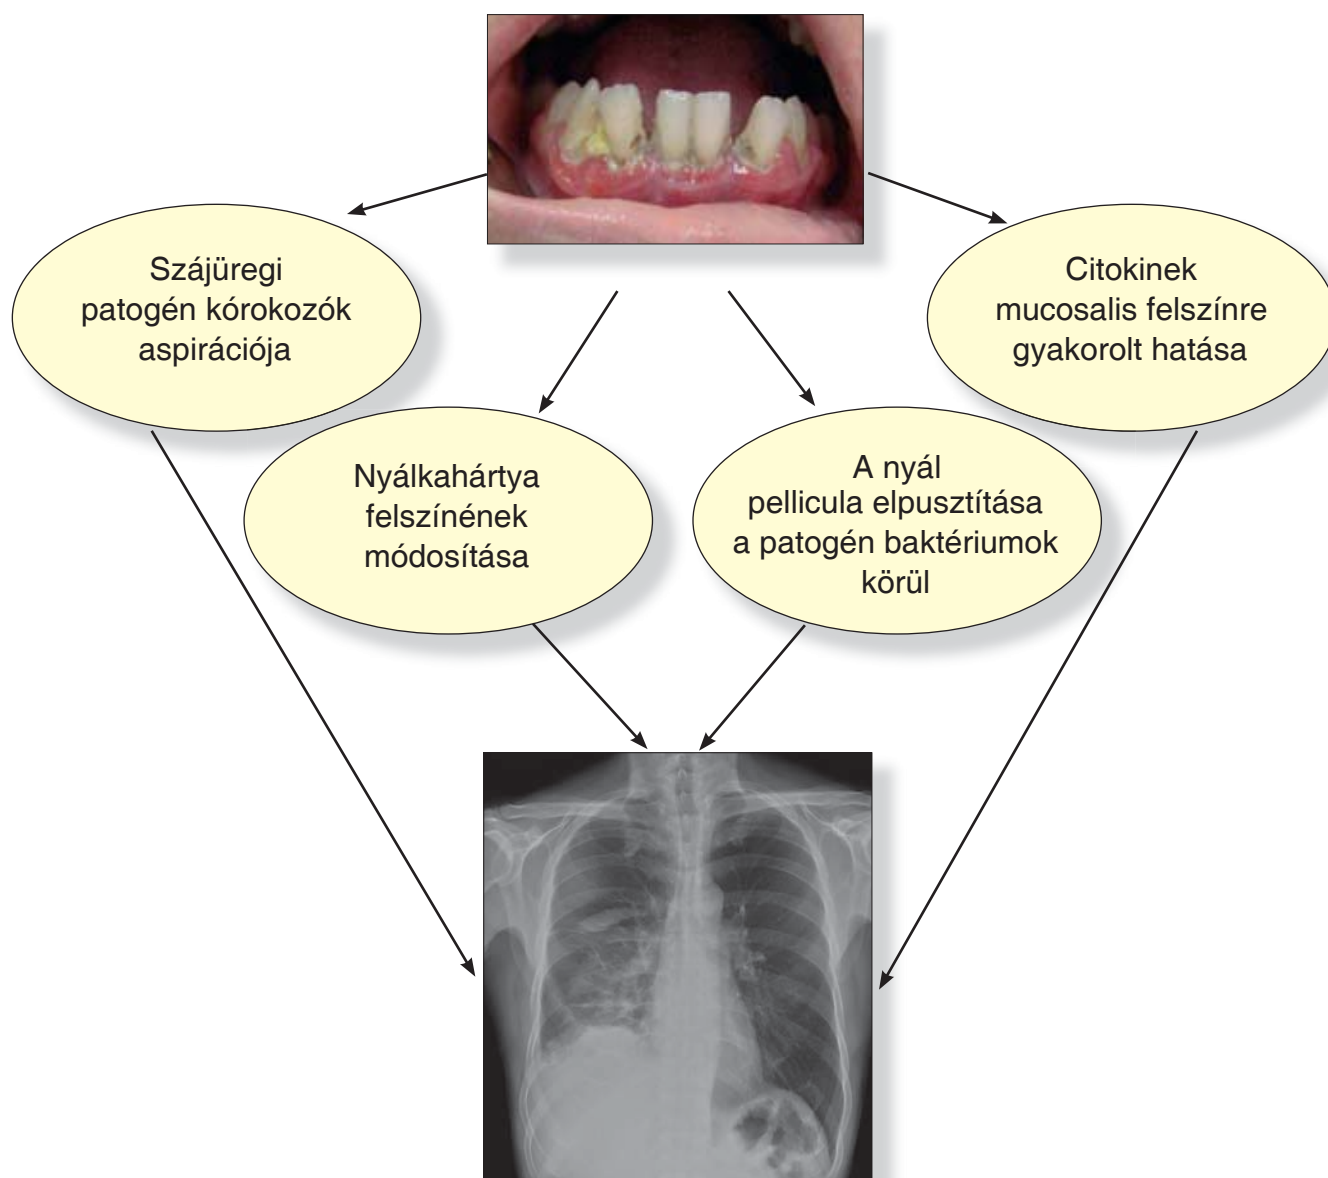 Szájüregi
patogén kórokozók
aspirációja
Citokinek
mucosalis felszínre
gyakorolt hatása
Nyálkahártya
felszínének
módosítása
A nyál
pellicula elpusztítása
a patogén baktériumok
körül